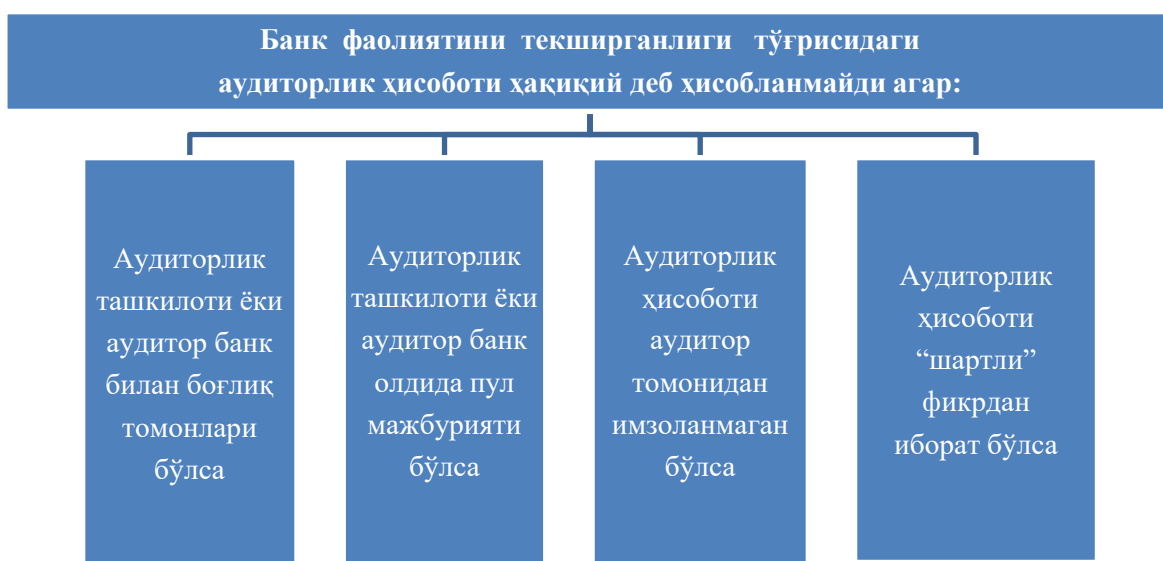 Банк фаолиятини текширганлиги тўғрисидаги
аудиторлик ҳисоботи ҳақиқий деб ҳисобланмайди агар:
Аудиторлик
ташкилоти ёки
аудитор банк
билан боғлиқ
томонлари
бўлса
Аудиторлик
ташкилоти ёки
аудитор банк
олдида пул
мажбурияти
бўлса
Аудиторлик
ҳисоботи
аудитор
томонидан
имзоланмаган
бўлса
Аудиторлик
ҳисоботи
“шартли”
фикрдан
иборат бўлса